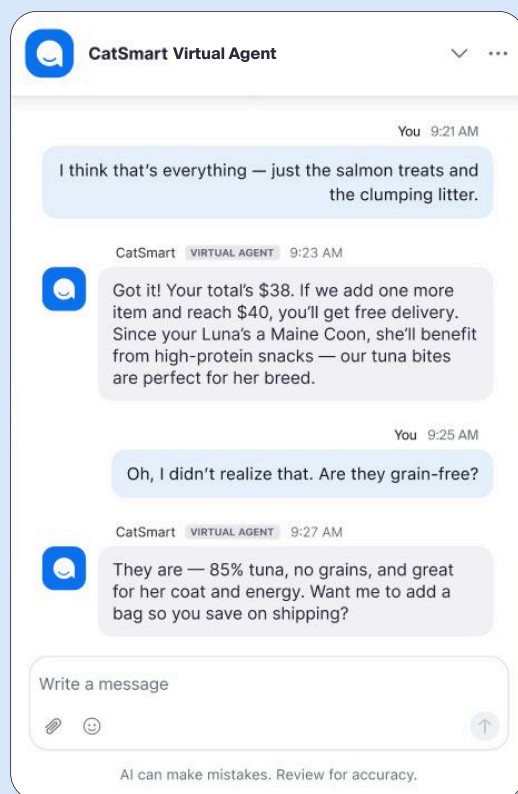 CatSmart Virtual Agent
You 9:21 AM
I think that's everything — just the salmon treats and
the clumping litter.
CatSmart VIRTUAL AGENT 9:23 AM
Got it! Your total's $38. If we add one more
item and reach $40, you'll get free delivery.
Since your Luna's a Maine Coon, she'll benefit
from high-protein snacks — our tuna bites
are perfect for her breed.
You 9:25 AM
Oh, I didn't realize that. Are they grain-free?
CatSmart VIRTUAL AGENT 9:27 AM
They are — 85% tuna, no grains, and great
for her coat and energy. Want me to add a
bag so you save on shipping?
Write a message
AI can make mistakes. Review for accuracy.